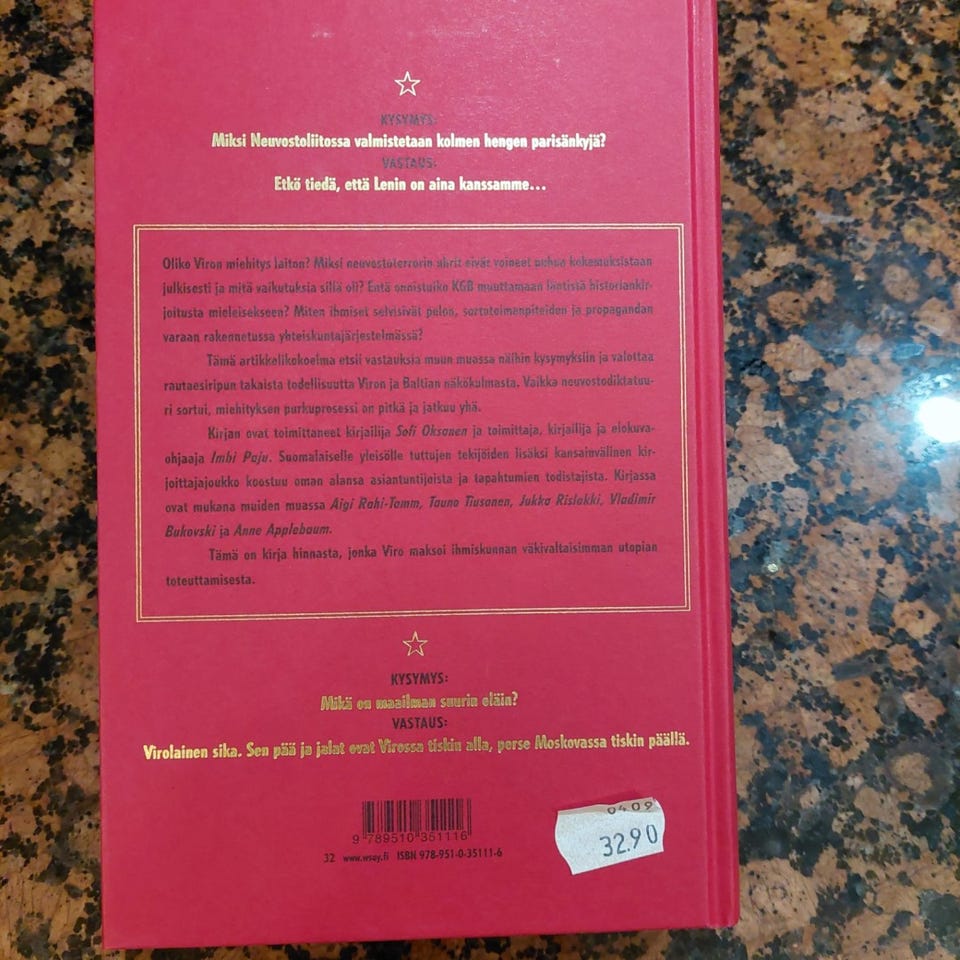 KYSYMYS:
Miksi Neuvostoliitossa valmistetaan kolmen hengen parisänkyjä?
VASTAUS:
Etkö tiedä, että Lenin on aina kanssamme...
Oliko Viron miehitys laiton? Miksi neuvostoterrorin uhrit eivät voineet puhua kokemuksistaan
julkisesti ja mitä vaikutuksia sillä oli? Entä onnistuiko KGB muuttamaan läntistä historiankir-
joitusta mieleisekseen? Miten ihmiset selvisivät pelon, sortotoimenpiteiden ja propagandan
varaan rakennetussa yhteiskuntajärjestelmässä?
Tämä artikkelikokoelma etsii vastauksia muun muassa näihin kysymyksiin ja valottaa
rautaesiripun takaista todellisuutta Viron ja Baltian näkökulmasta. Vaikka neuvostodiktatuu-
ri sortui, miehityksen purkuprosessi on pitkä ja jatkuu yhä.
Kirjan ovat toimittaneet kirjailija Sofi Oksanen ja toimittaja, kirjailija ja elokuva-
ohjaaja Imbi Paju. Suomalaiselle yleisölle tuttujen tekijöiden lisäksi kansainvälinen kir-
joittajajoukko koostuu oman alansa asiantuntijoista ja tapahtumien todistajista. Kirjassa
ovat mukana muiden muassa Aigi Rahi-Tamm, Tauno Tiusanen, Jukka Rislakki, Vladimir
Bukovski ja Anne Applebaum.
Tämä on kirja hinnasta, jonka Viro maksoi ihmiskunnan väkivaltaisimman utopian
toteuttamisesta.
KYSYMYS:
Mikä on maailman suurin eläin?
VASTAUS:
Virolainen sika. Sen pää ja jalat ovat Virossa tiskin alla, perse Moskovassa tiskin päällä.
0409
32.90
9 789510 351116
32 www.wsoy.fi ISBN 978-951-0-35111-6